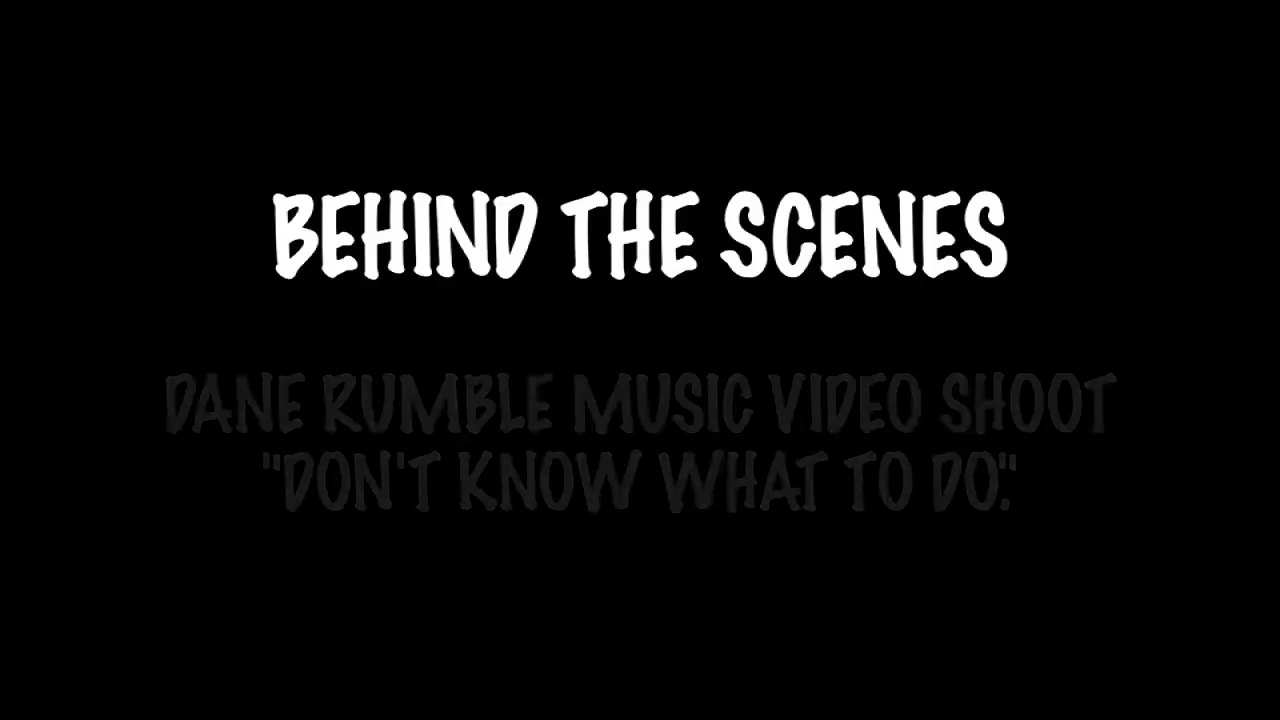 BEHIND THE SCENES
DANE RUMBLE MUSIC VIDEO SHOOT
"DON'T KNOW WHAT TO DO."